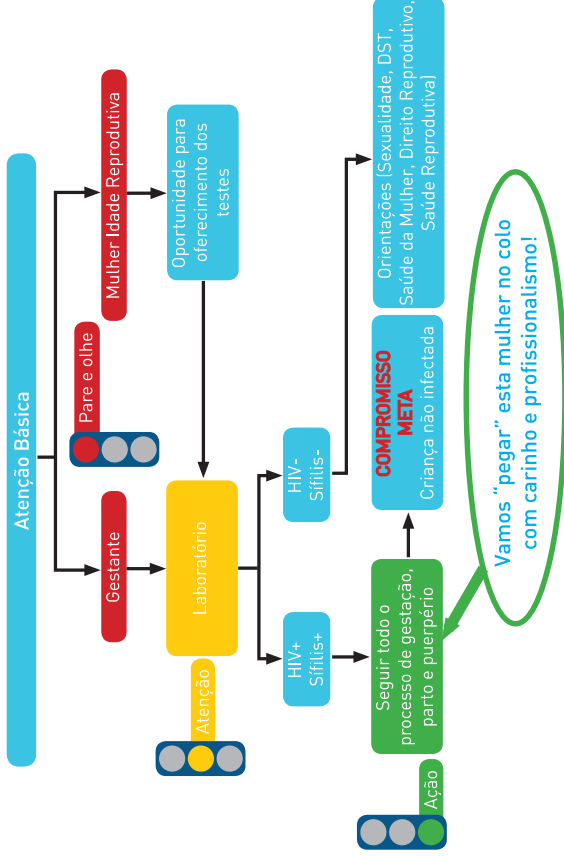 Atenção Básica
Pare e olhe
Gestante
Mulher Idade Reprodutiva
Atenção
Laboratório
Oportunidade para
oferecimento dos
testes
HIV+
Sífilis+
HIV-
Sífilis-
Ação
Seguir todo o
processo de gestação,
parto e puerpério
COMPROMISSO
META
Criança não infectada
Orientações (Sexualidade, DST,
Saúde da Mulher, Direito Reprodutivo,
Saúde Reprodutiva)
Vamos “pegar” esta mulher no colo
com carinho e profissionalismo!